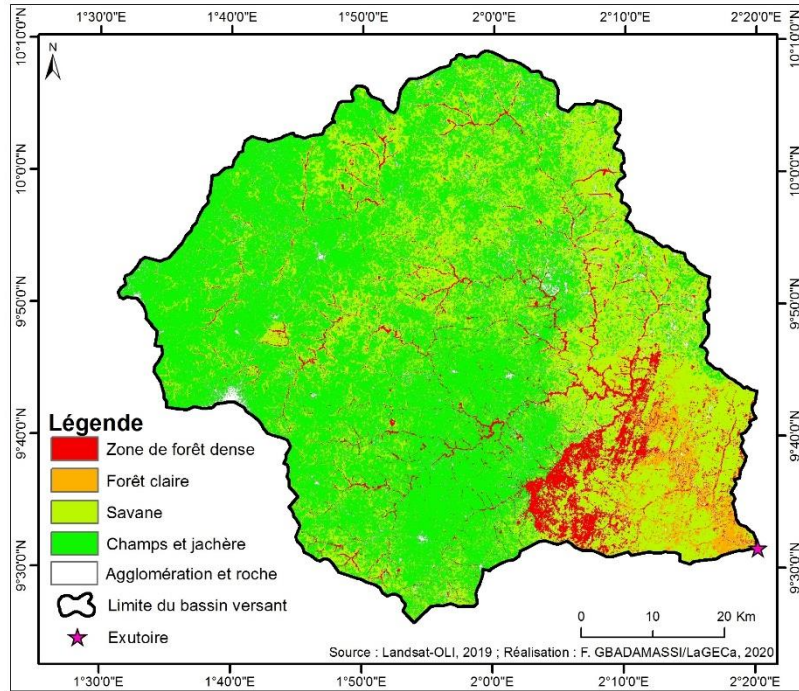 1°30'0"E 1°40'0"E 1°50'0"E 2°0'0"E 2°10'0"E 2°20'0"E
10°10'0"N 10°10'0"N
N
10°0'0"N 10°0'0"N
9°50'0"N 9°50'0"N
9°40'0"N 9°40'0"N
9°30'0"N 9°30'0"N
Légende
Zone de forêt dense
Forêt claire
Savane
Champs et jachère
Agglomération et roche
Limite du bassin versant
Exutoire
0 10 20 Km
Source : Landsat-OLI, 2019 ; Réalisation : F. GBADAMASSI/LaGECa, 2020
1°30'0"E 1°40'0"E 1°50'0"E 2°0'0"E 2°10'0"E 2°20'0"E